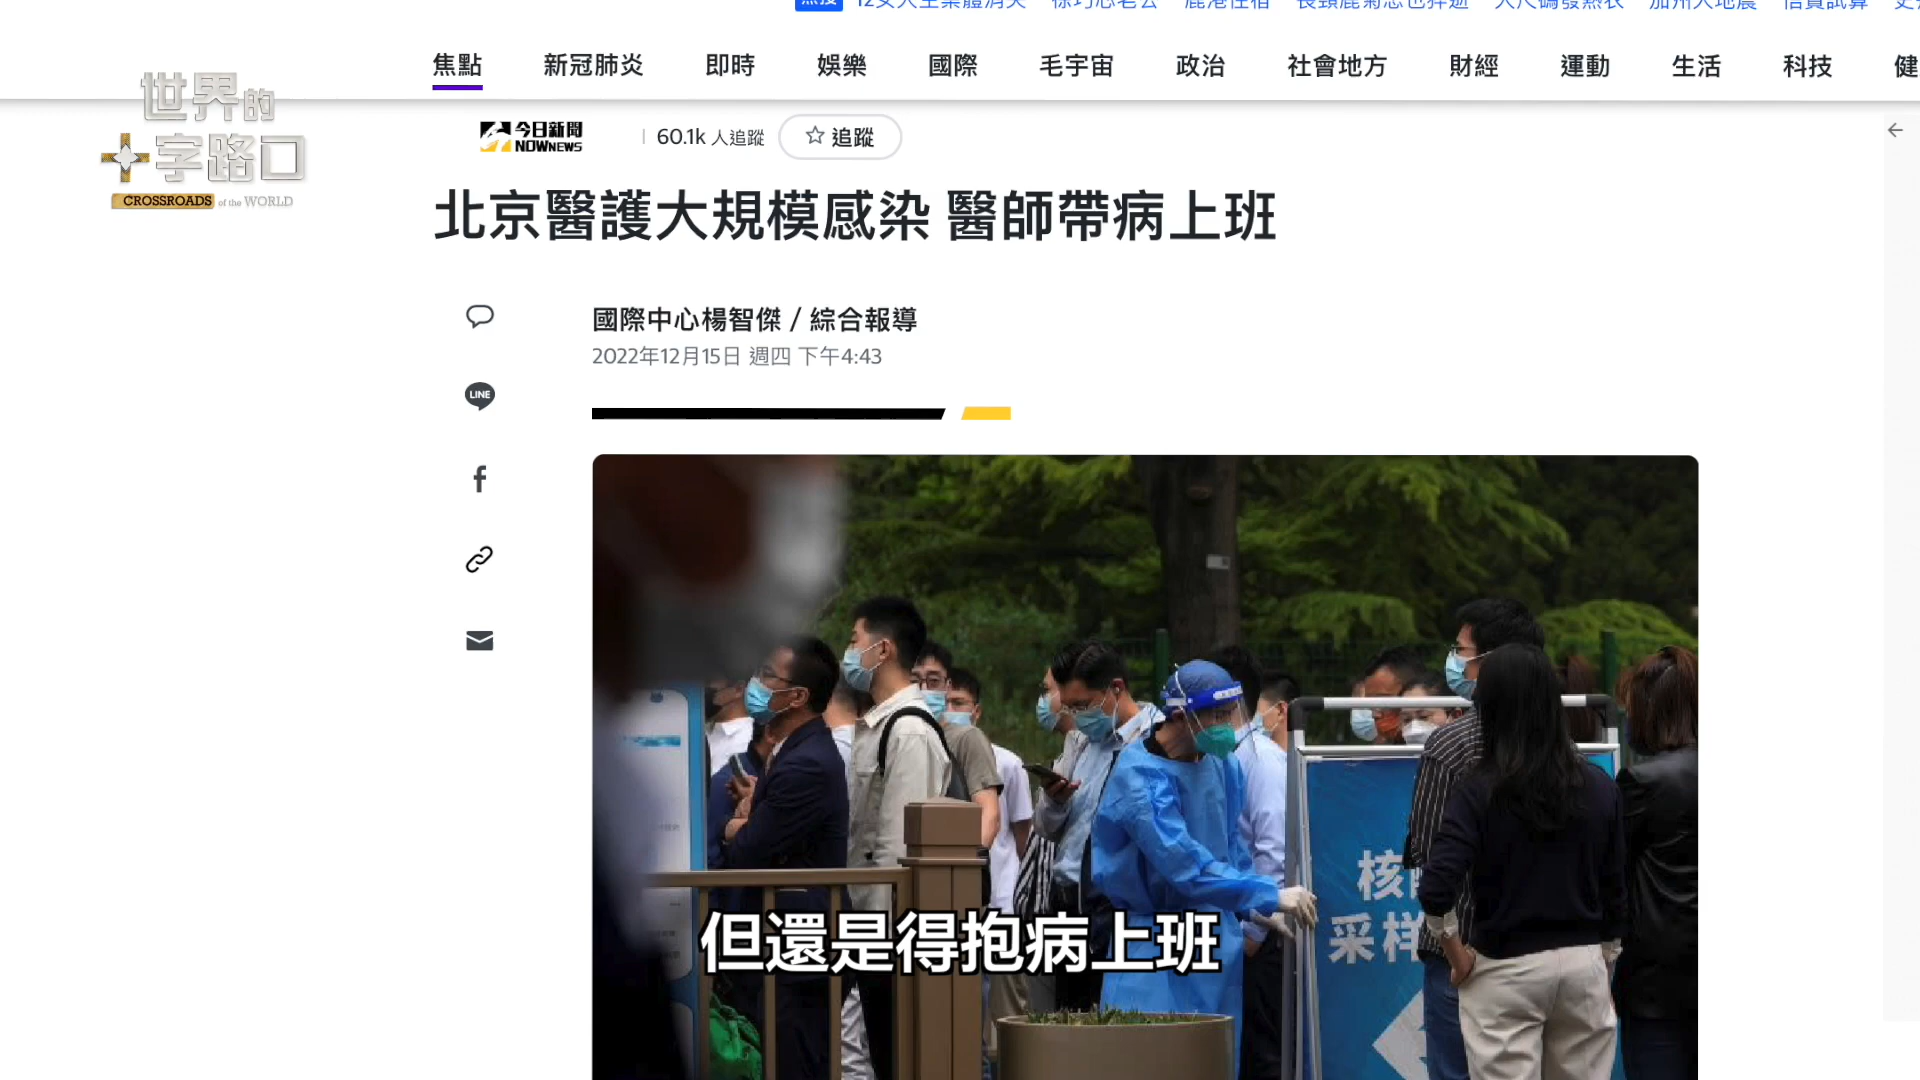 焦點 新冠肺炎 即時 娛樂 國際 毛宇宙 政治 社會地方 財經 運動 生活 科技 健
世界的
十字路口
CROSSROADS of the WORLD
今日新聞
NOWNEWS
60.1k 人追蹤
追蹤
北京醫護大規模感染 醫師帶病上班
國際中心楊智傑 / 綜合報導
2022年12月15日 週四 下午4:43
LINE
核
采样
但還是得抱病上班